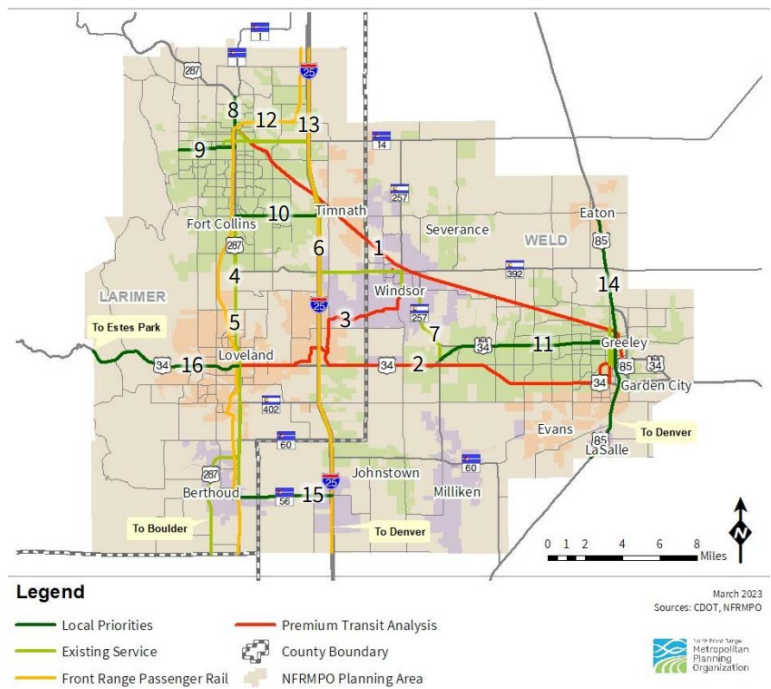 287
1
1
25
8
12
13
14
9
257
10
Timnath
Severance
Eaton
Fort Collins
1
WELD
85
287
6
392
4
Windsor
14
LARIMER
25
257
To Estes Park
5
3
7
34
11
Greeley
34
16
Loveland
34
2
34
85
34
Garden City
402
Evans
To Denver
60
85
LaSalle
287
25
Johnstown
60
Berthoud
56
15
Milliken
To Boulder
To Denver
N
0 1 2 4 6 8
Miles
Legend
March 2023
Sources: CDOT, NFRMPO
Local Priorities
Premium Transit Analysis
Existing Service
County Boundary
Front Range Passenger Rail
NFRMPO Planning Area
North Front Range
Metropolitan
Planning
Organization